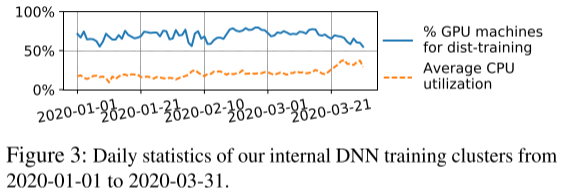 100%
50%
0%
2020-01-01
2020-01-21
2020-02-10
2020-03-01
2020-03-21
% GPU machines
for dist-training
Average CPU
utilization
Figure 3: Daily statistics of our internal DNN training clusters from
2020-01-01 to 2020-03-31.